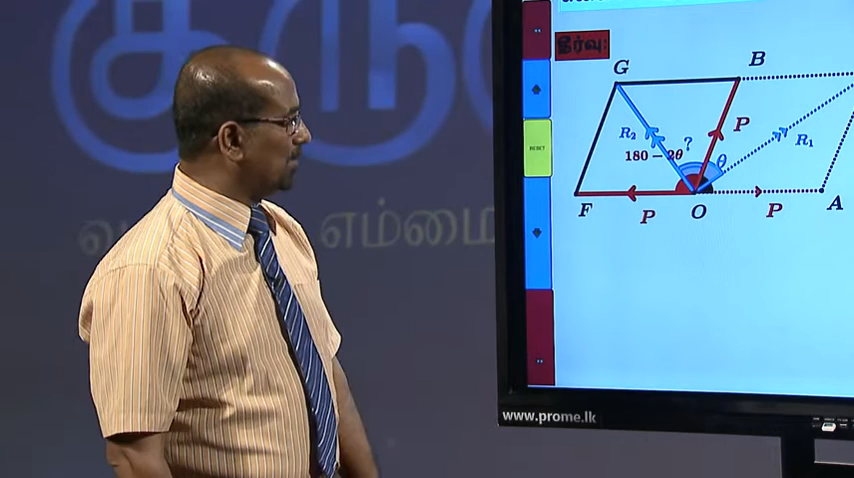 தீர்வு:
G
B
R₂
P
?
θ
R₁
180 − 2θ
RESET
F
P
O
P
A
எம்மை
www.prome.lk